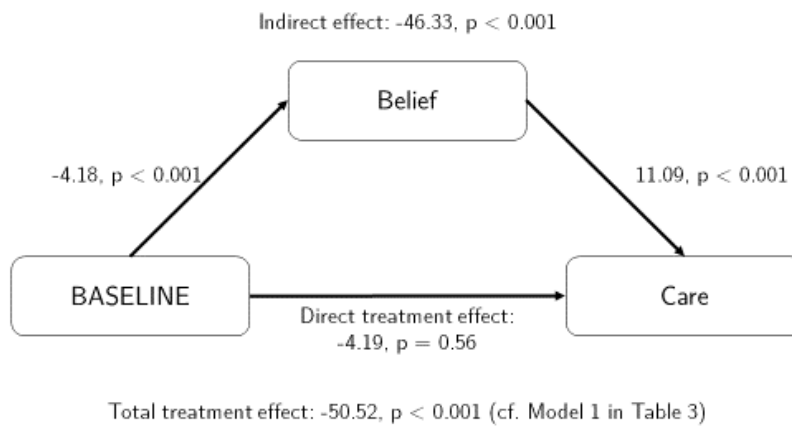 Indirect effect: -46.33, p < 0.001
Belief
-4.18, p < 0.001
11.09, p < 0.001
BASELINE
Care
Direct treatment effect:
-4.19, p = 0.56
Total treatment effect: -50.52, p < 0.001 (cf. Model 1 in Table 3)